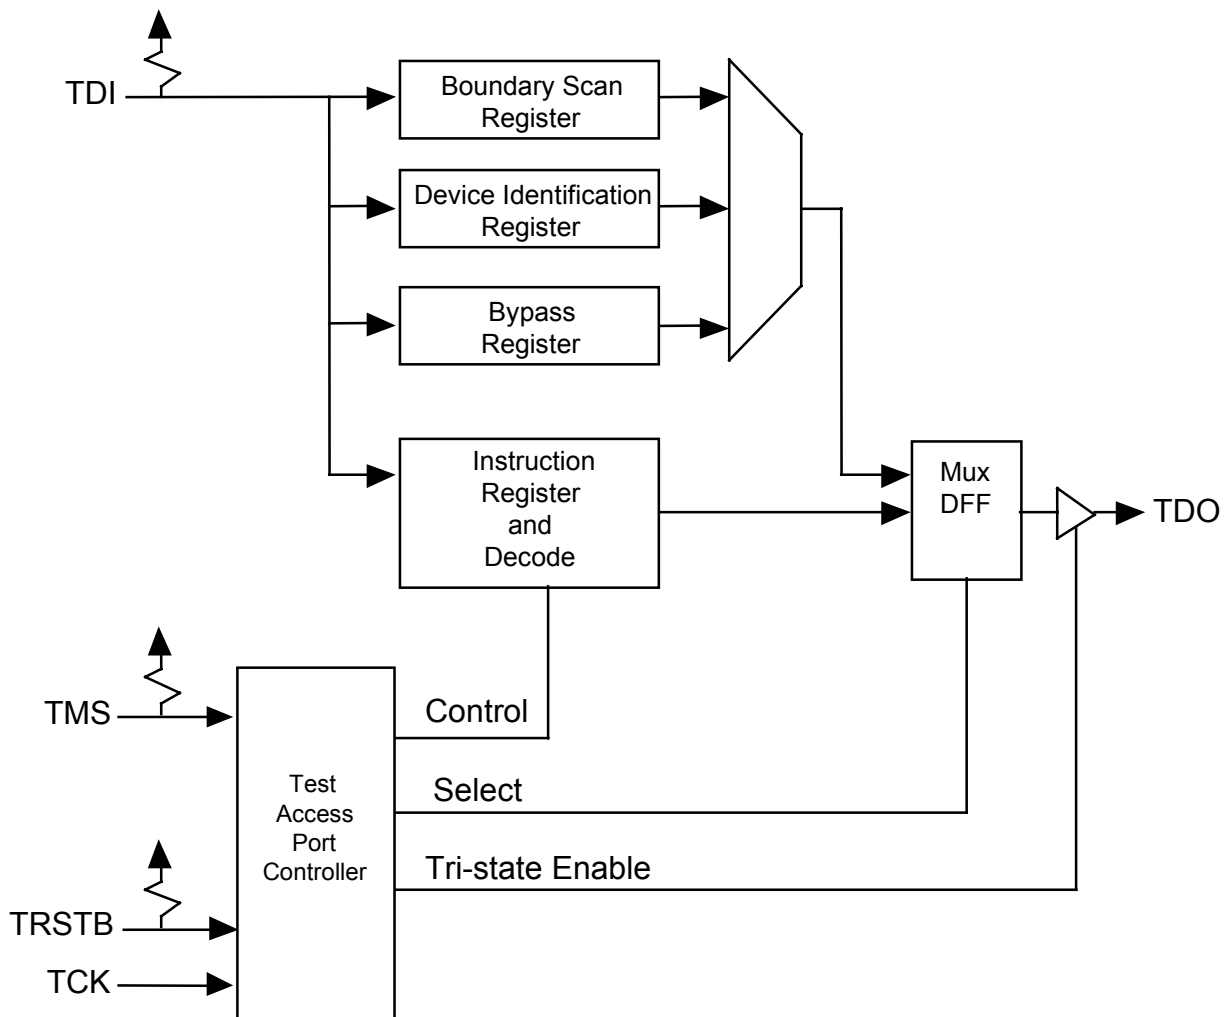 TDI
Boundary Scan
Register
Device Identification
Register
Bypass
Register
Instruction
Register
and
Decode
Mux
DFF
TDO
TMS
Control
Test
Access
Port
Controller
Select
Tri-state Enable
TRSTB
TCK